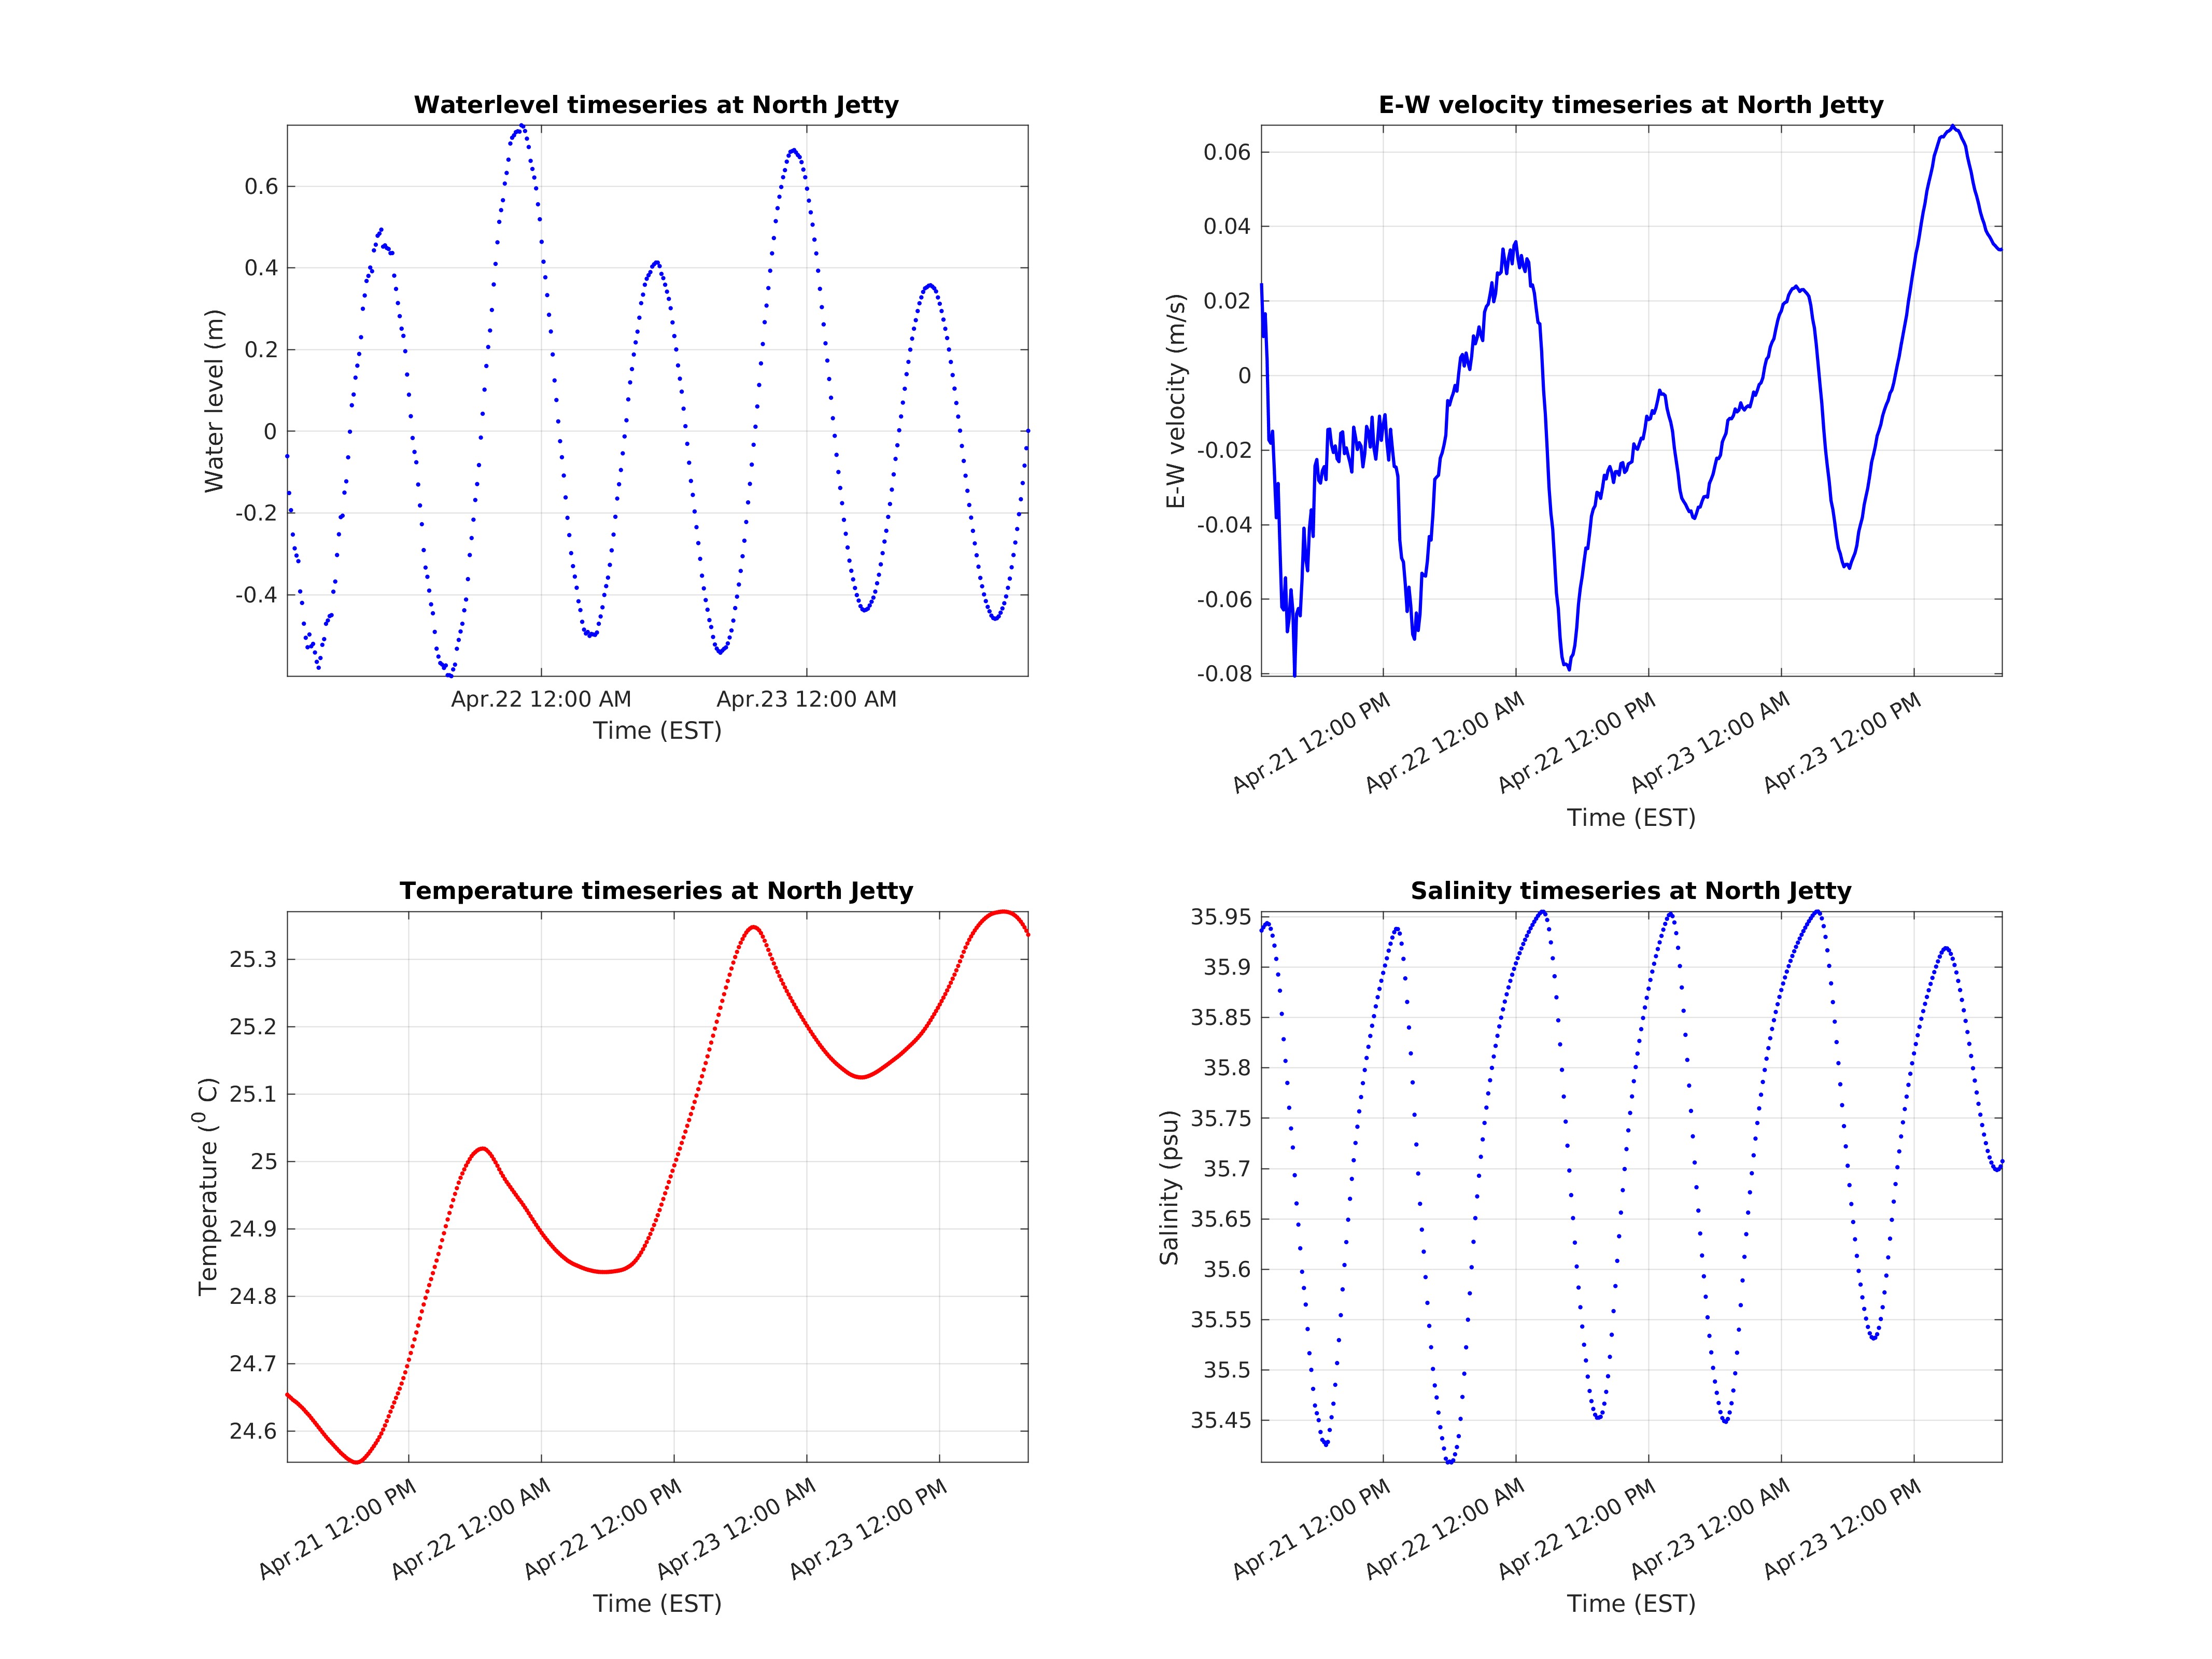 Waterlevel timeseries at North Jetty
0.6
0.4
0.2
0
-0.2
-0.4
Water level (m)
Apr.22 12:00 AM
Apr.23 12:00 AM
Time (EST)
E-W velocity timeseries at North Jetty
0.06
0.04
0.02
0
-0.02
-0.04
-0.06
-0.08
E-W velocity (m/s)
Apr.21 12:00 PM
Apr.22 12:00 AM
Apr.22 12:00 PM
Apr.23 12:00 AM
Apr.23 12:00 PM
Time (EST)
Temperature timeseries at North Jetty
25.3
25.2
25.1
25
24.9
24.8
24.7
24.6
Temperature (⁰ C)
Apr.21 12:00 PM
Apr.22 12:00 AM
Apr.22 12:00 PM
Apr.23 12:00 AM
Apr.23 12:00 PM
Time (EST)
Salinity timeseries at North Jetty
35.95
35.9
35.85
35.8
35.75
35.7
35.65
35.6
35.55
35.5
35.45
Salinity (psu)
Apr.21 12:00 PM
Apr.22 12:00 AM
Apr.22 12:00 PM
Apr.23 12:00 AM
Apr.23 12:00 PM
Time (EST)